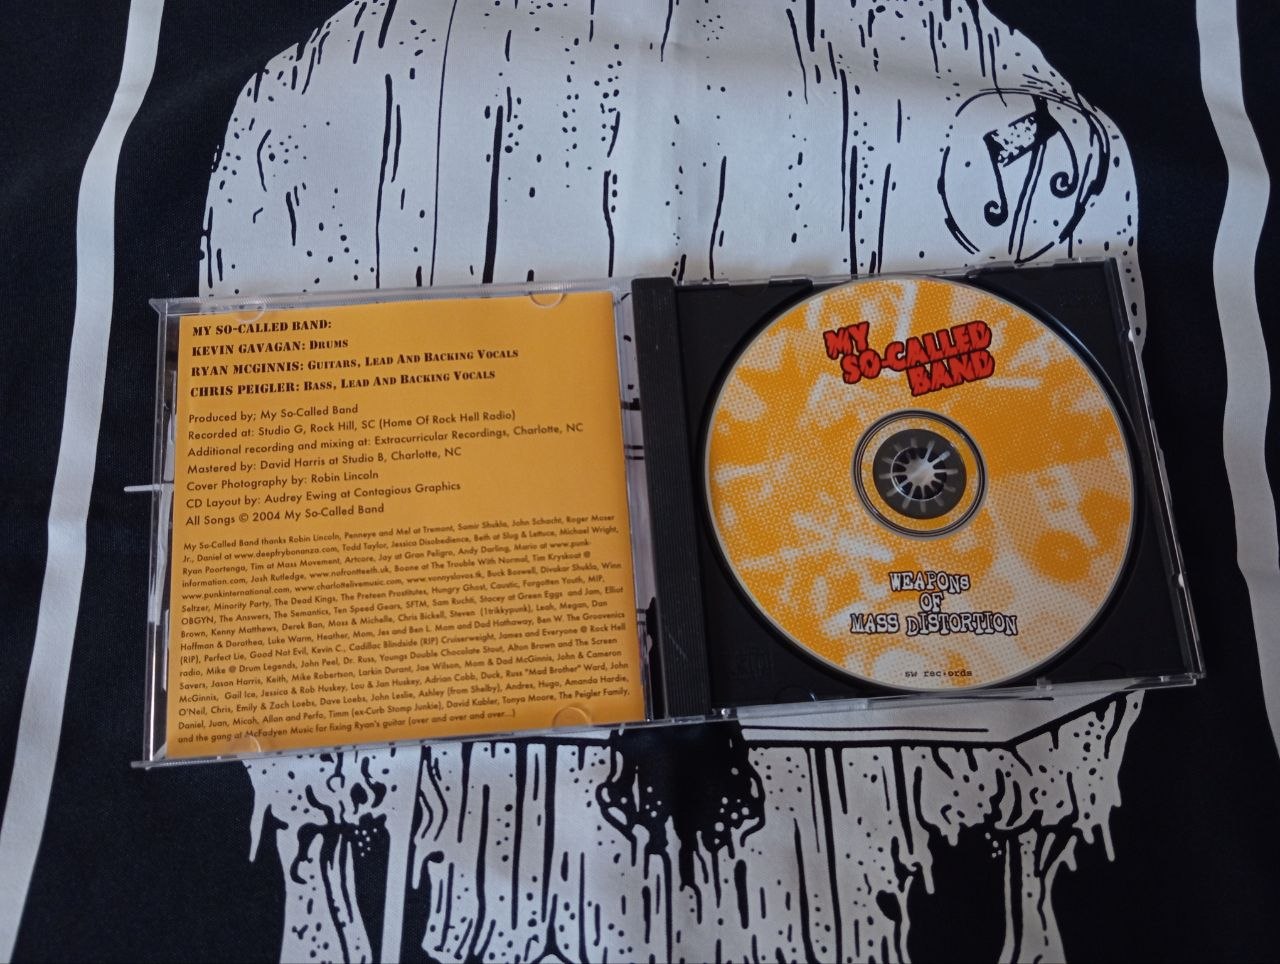 MY SO-CALLED BAND:
KEVIN GAVAGAN: DRUMS
RYAN MCGINNIS: GUITARS, LEAD AND BACKING VOCALS
CHRIS PEIGLER: BASS, LEAD AND BACKING VOCALS
Produced by; My So-Called Band
Recorded at: Studio G, Rock Hill, SC (Home Of Rock Hell Radio)
Additional recording and mixing at: Extracurricular Recordings, Charlotte, NC
Mastered by: David Harris at Studio B, Charlotte, NC
Cover Photography by: Robin Lincoln
CD Layout by: Audrey Ewing at Contagious Graphics
All Songs © 2004 My So-Called Band
My So-Called Band thanks Robin Lincoln, Penneye and Mel at Tremont, Samir Shukla, John Schacht, Roger Moser
Jr., Daniel at www.deepfrybonanza.com, Todd Taylor, Jessica Disobedience, Beth at Slug & Lettuce, Michael Wright,
Ryan Poortenga, Tim at Mass Movement, Artcore, Jay at Gran Peligro, Andy Darling, Mario at www.punk-
information.com, Josh Rutledge, www.nofrontteeth.uk, Boone at The Trouble With Normal, Tim Kryskoat @
www.punkinternational.com, www.charlottelivemusic.com, www.vonnyslavos.tk, Buck Boswell, Divakar Shukla, Winn
Seltzer, Minority Party, The Dead Kings, The Preteen Prostitutes, Hungry Ghost, Caustic, Forgotten Youth, MIP,
OBGYN, The Answers, The Semantics, Ten Speed Gears, SFTM, Sam Ruchti, Stacey at Green Eggs and Jam, Elliot
Brown, Kenny Matthews, Derek Ban, Moss & Michelle, Chris Bickell, Steven (1trikkypunk), Leah, Megan, Dan
Hoffman & Dorothea, Luke Warm, Heather, Mom, Jes and Ben L. Mom and Dad Hathaway, Ben W. The Groovenics
(RIP), Perfect Lie, Good Not Evil, Kevin C., Cadillac Blindside (RIP) Cruiserweight, James and Everyone @ Rock Hell
radio, Mike @ Drum Legends, John Peel, Dr. Russ, Youngs Double Chocolate Stout, Alton Brown and The Screen
Savers, Jason Harris, Keith, Mike Robertson, Larkin Durant, Joe Wilson, Mom & Dad McGinnis, John & Cameron
McGinnis, Gail Ice, Jessica & Rob Huskey, Lou & Jan Huskey, Adrian Cobb, Duck, Russ "Mad Brother" Ward, John
O'Neil, Chris, Emily & Zach Loebs, Dave Loebs, John Leslie, Ashley (from Shelby), Andres, Hugo, Amanda Hardie,
Daniel, Juan, Micah, Allan and Perfo, Timm (ex-Curb Stomp Junkie), David Kabler, Tonya Moore, The Peigler Family,
and the gang at McFadyen Music for fixing Ryan's guitar (over and over and over...)
MY
SO-CALLED
BAND
WEAPONS
OF
MASS DISTORTION
sw records